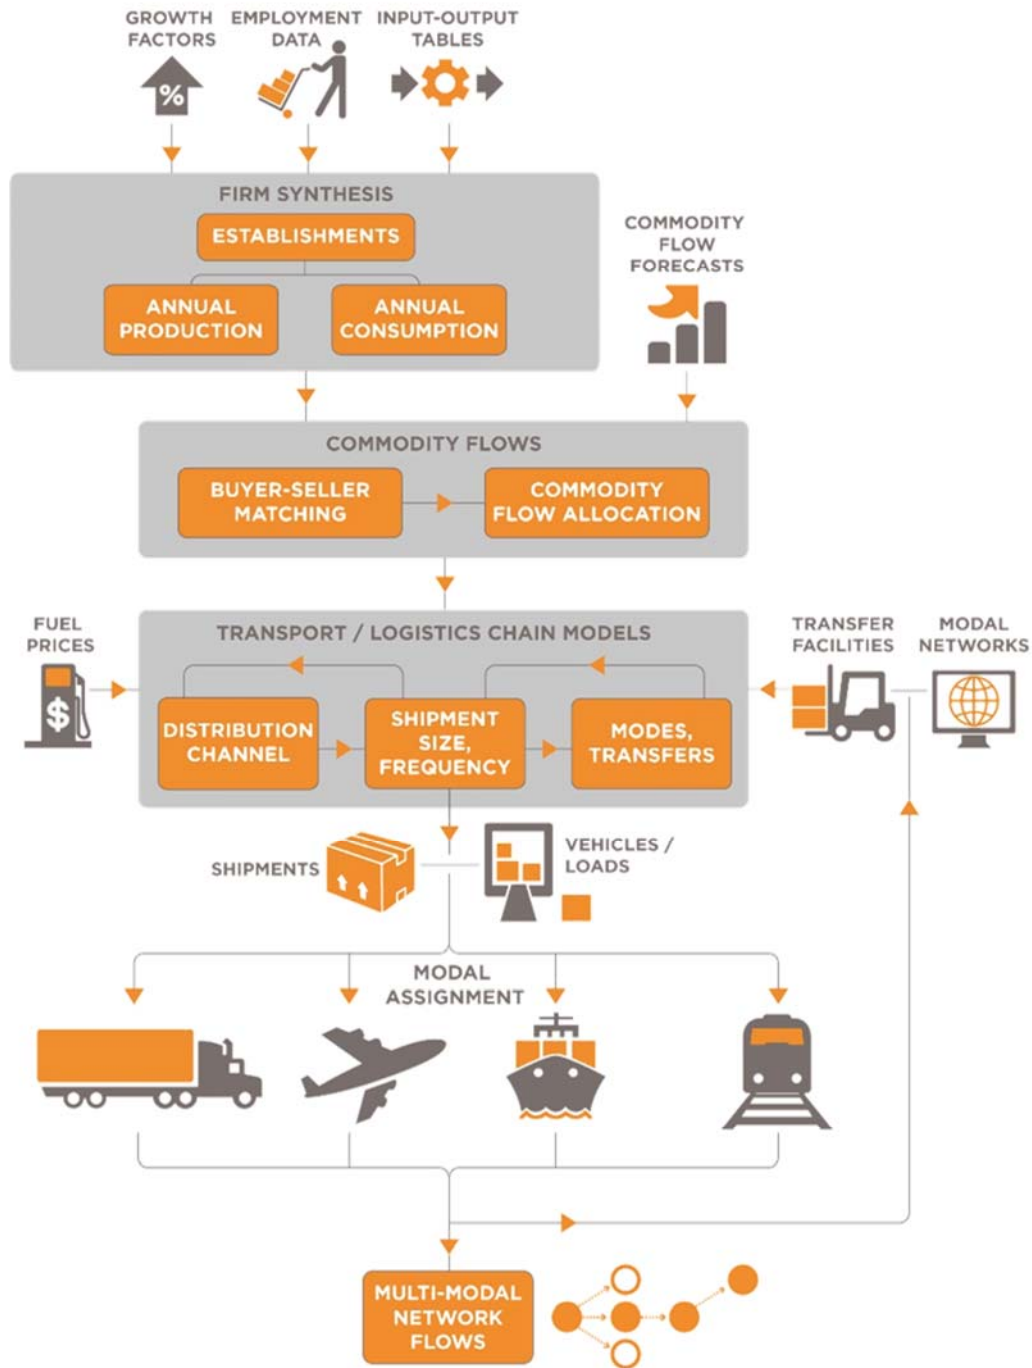 GROWTH
FACTORS
EMPLOYMENT
DATA
INPUT-OUTPUT
TABLES
%
FIRM SYNTHESIS
ESTABLISHMENTS
ANNUAL
PRODUCTION
ANNUAL
CONSUMPTION
COMMODITY
FLOW
FORECASTS
COMMODITY FLOWS
BUYER-SELLER
MATCHING
COMMODITY
FLOW ALLOCATION
FUEL
PRICES
$
TRANSPORT / LOGISTICS CHAIN MODELS
DISTRIBUTION
CHANNEL
SHIPMENT
SIZE,
FREQUENCY
MODES,
TRANSFERS
TRANSFER
FACILITIES
MODAL
NETWORKS
SHIPMENTS
VEHICLES /
LOADS
MODAL
ASSIGNMENT
MULTI-MODAL
NETWORK
FLOWS